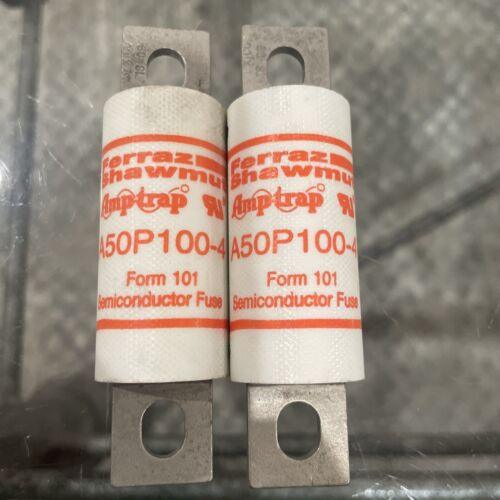 Ferraz
Shawmut
Amp-trap
A50P100-4
Form 101
Semiconductor Fuse
Ferraz
Shawmut
Amp-trap
A50P100-4
Form 101
Semiconductor Fuse